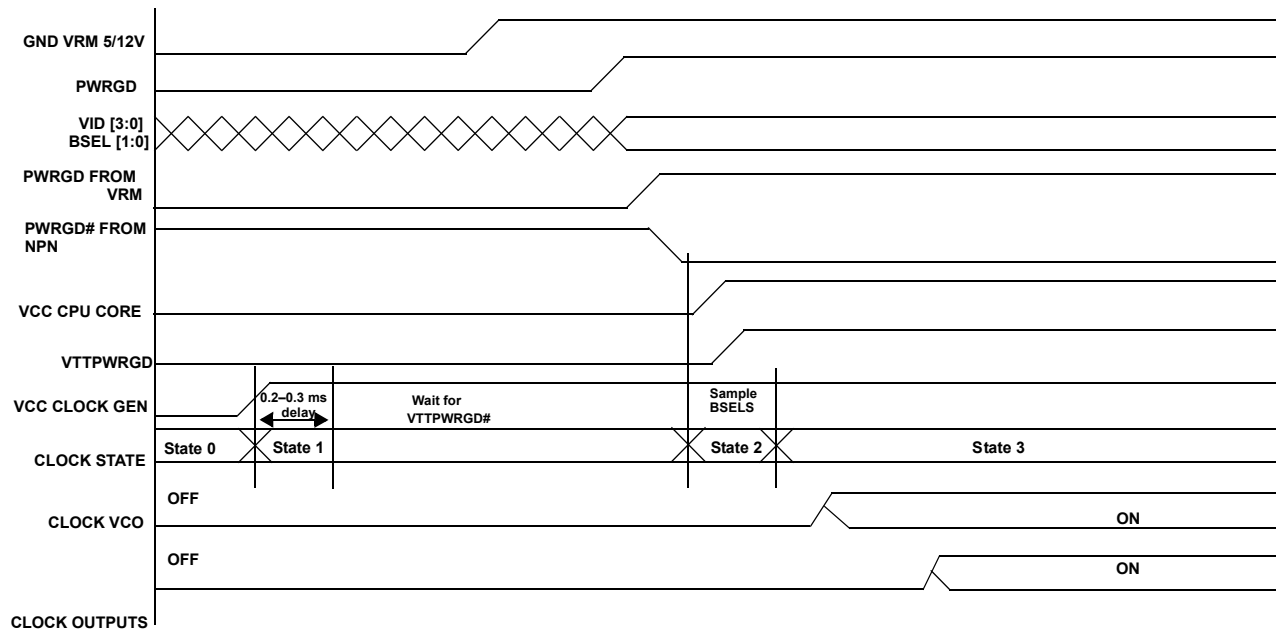 GND VRM 5/12V
PWRGD
VID [3:0]
BSEL [1:0]
PWRGD FROM
VRM
PWRGD# FROM
NPN
VCC CPU CORE
VTTPWRGD
VCC CLOCK GEN
0.2–0.3 ms
delay
Wait for
VTTPWRGD#
Sample
BSELS
CLOCK STATE
State 0
State 1
State 2
State 3
OFF
CLOCK VCO
ON
OFF
ON
CLOCK OUTPUTS